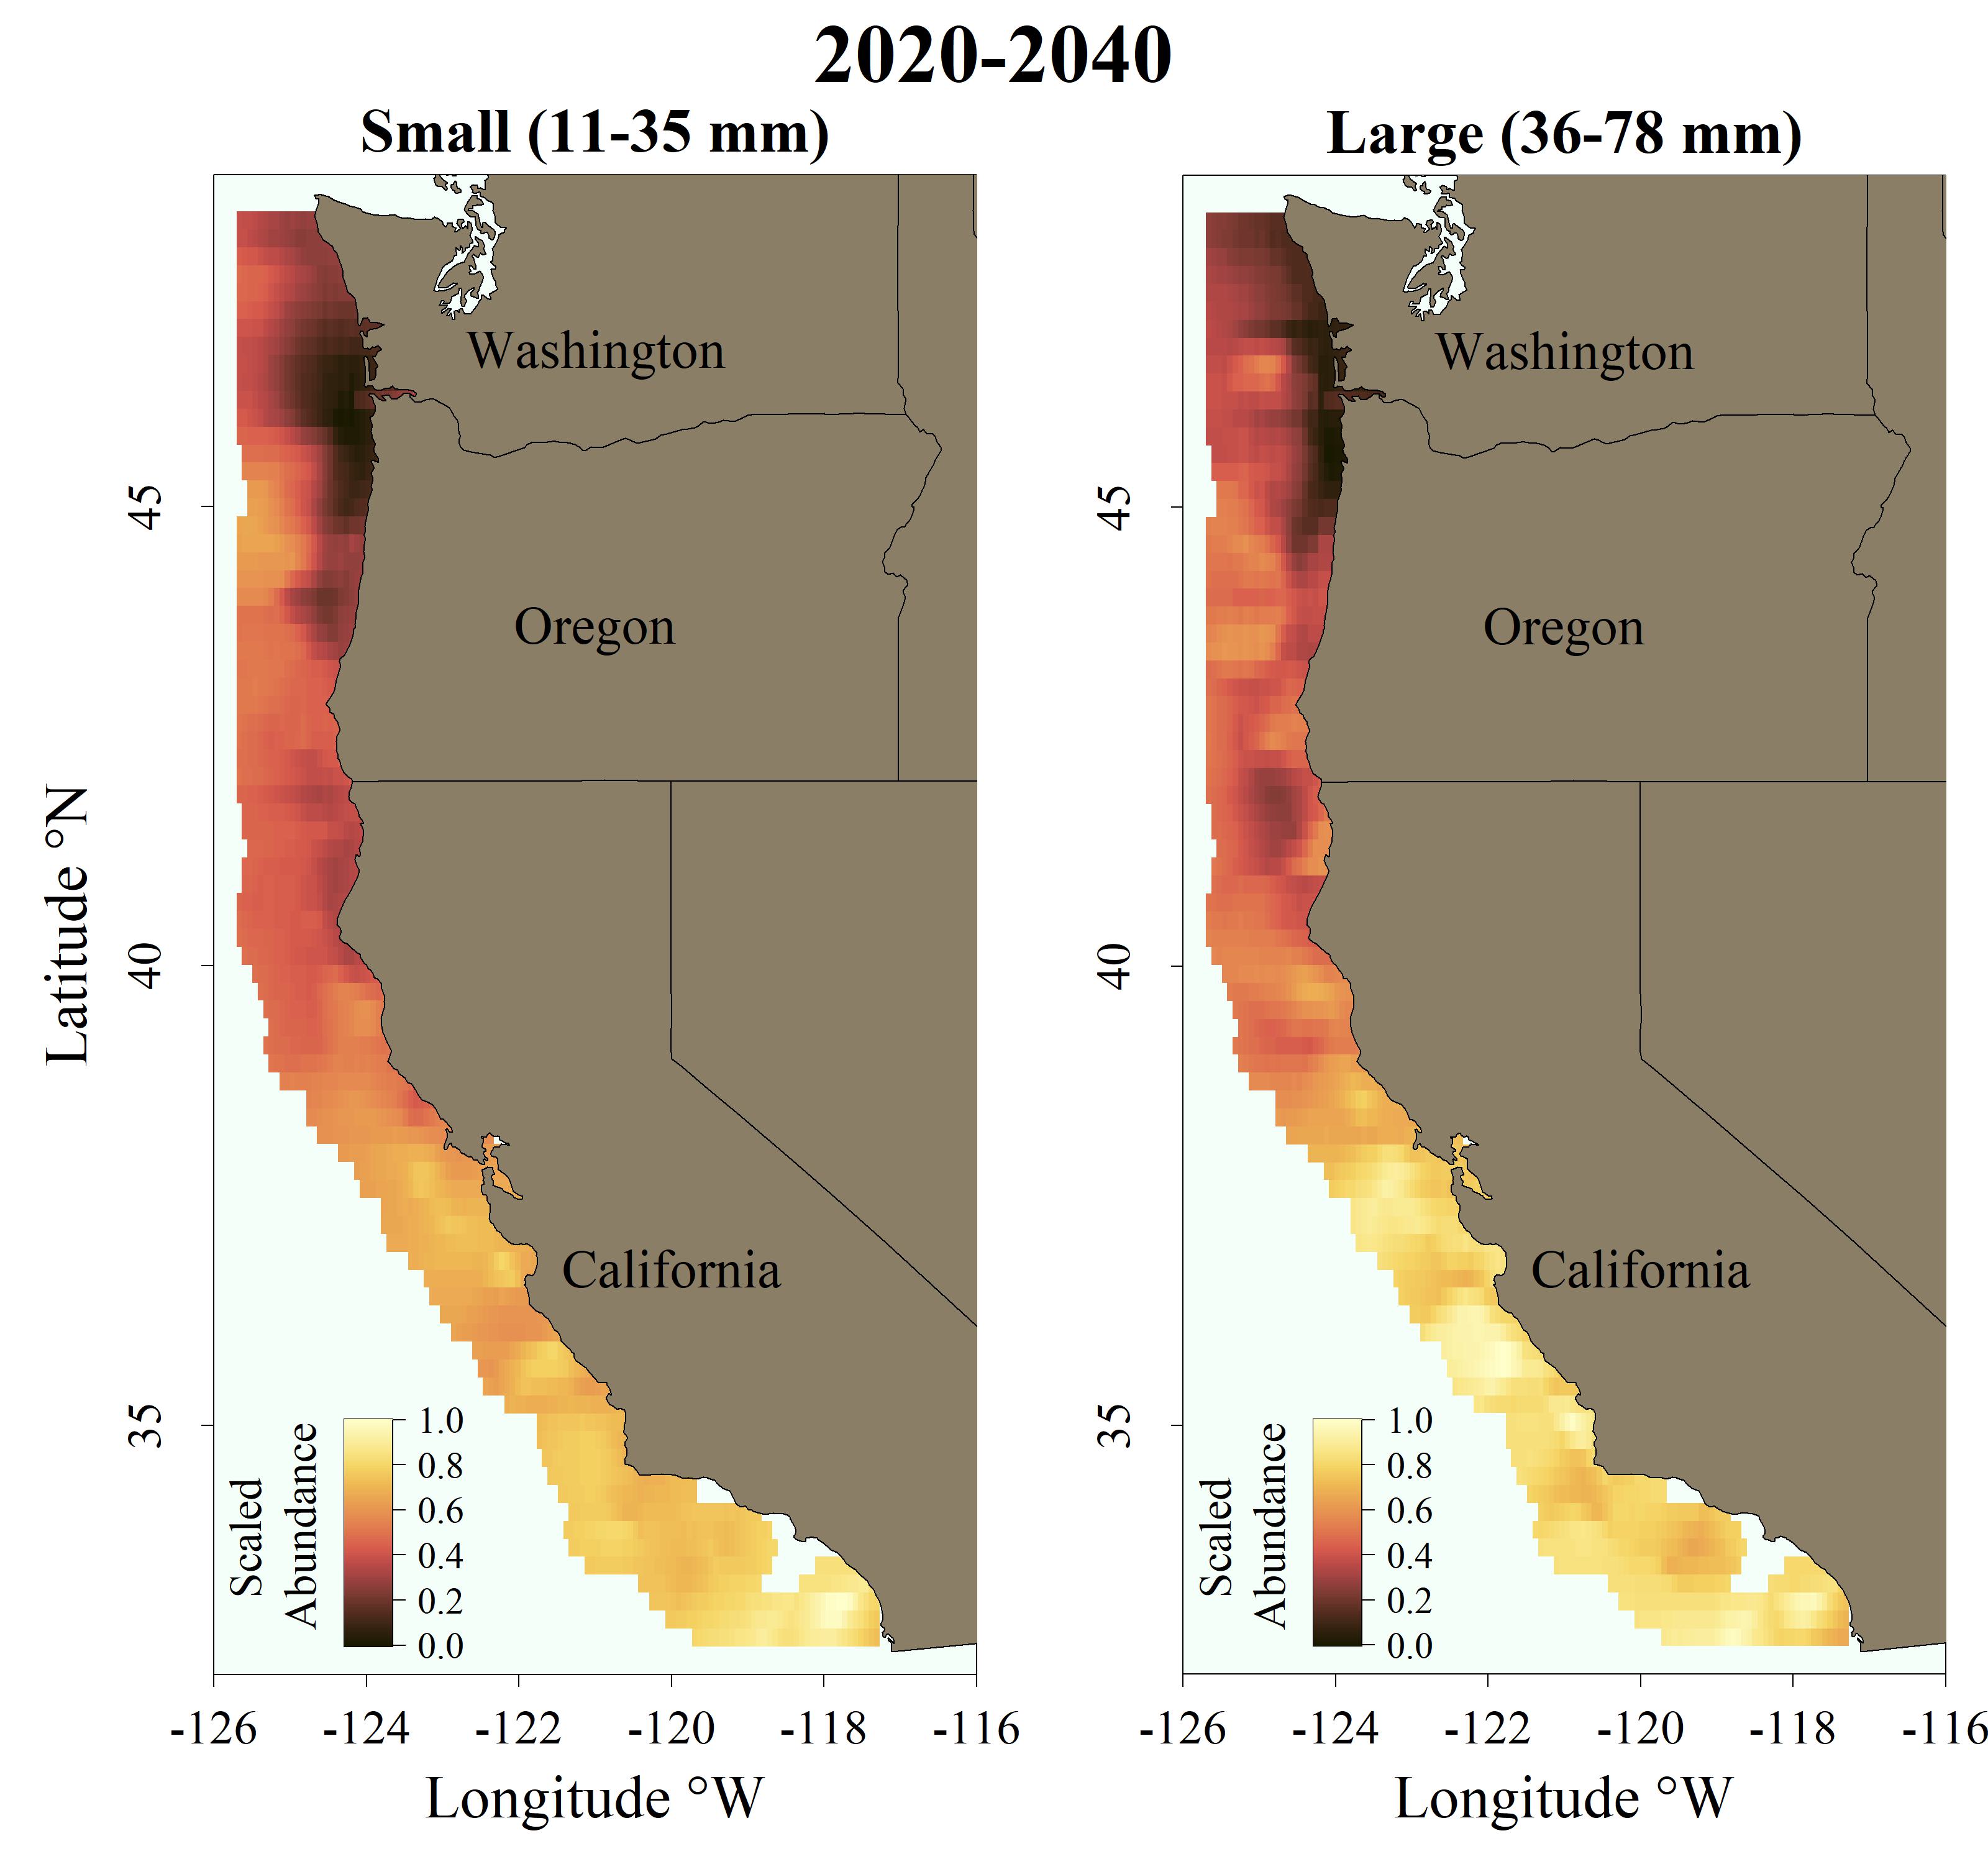 2020-2040
Small (11-35 mm)
Large (36-78 mm)
Washington
Oregon
California
Latitude °N
45
40
35
Scaled
Abundance
1.0
0.8
0.6
0.4
0.2
0.0
-126
-124
-122
-120
-118
-116
Longitude °W
Washington
Oregon
California
45
40
35
Scaled
Abundance
1.0
0.8
0.6
0.4
0.2
0.0
-126
-124
-122
-120
-118
-116
Longitude °W